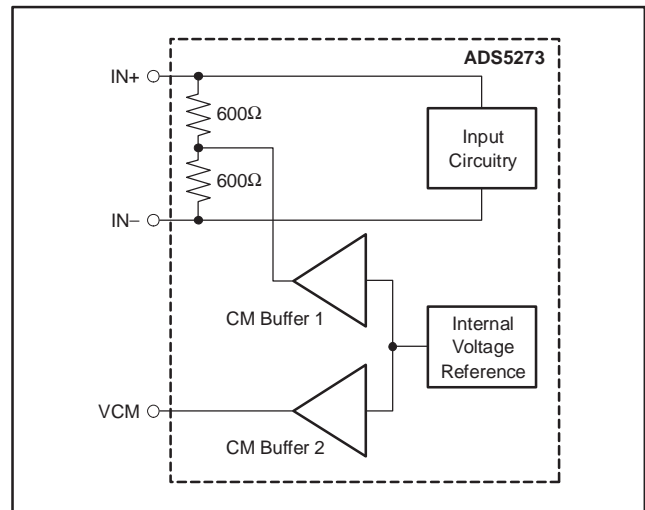 ADS5273
IN+
600Ω
Input
Circuitry
600Ω
IN−
CM Buffer 1
Internal
Voltage
Reference
VCM
CM Buffer 2